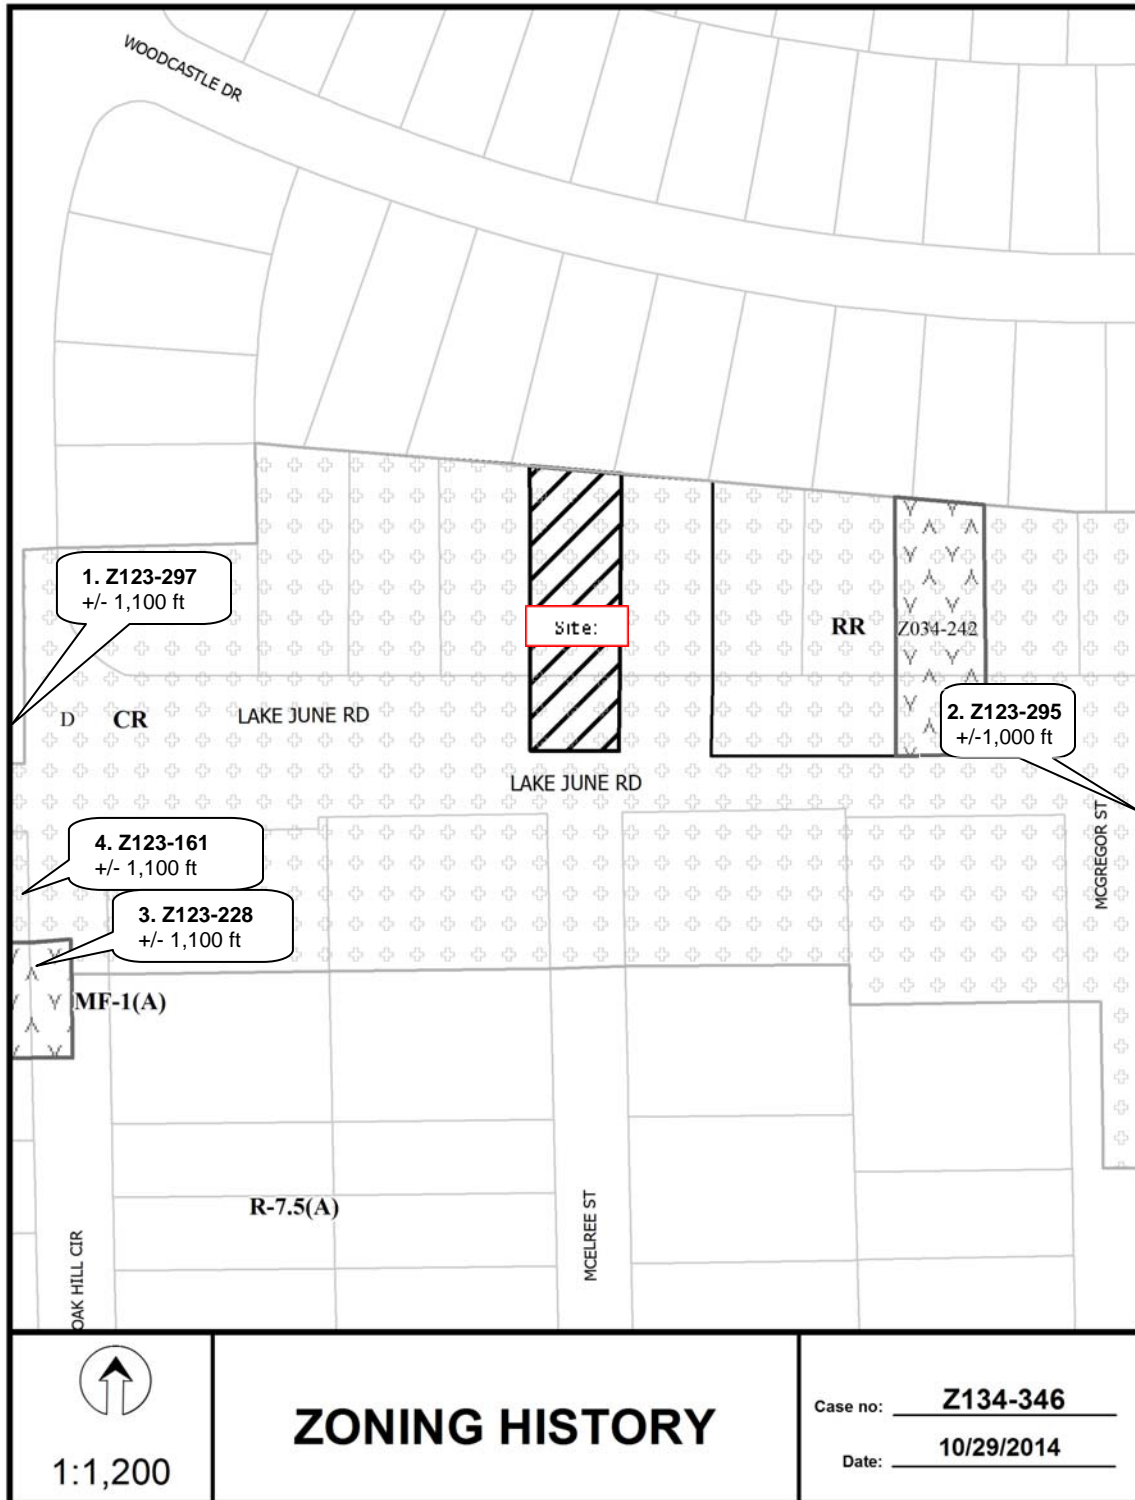 WOODCASTLE DR
1. Z123-297
+/- 1,100 ft
Site:
RR
Z034-242
D
CR
LAKE JUNE RD
2. Z123-295
+/-1,000 ft
LAKE JUNE RD
MCGREGOR ST
4. Z123-161
+/- 1,100 ft
3. Z123-228
+/- 1,100 ft
MF-1(A)
R-7.5(A)
OAK HILL CIR
MCELREE ST
1:1,200
ZONING HISTORY
Case no: Z134-346
Date: 10/29/2014